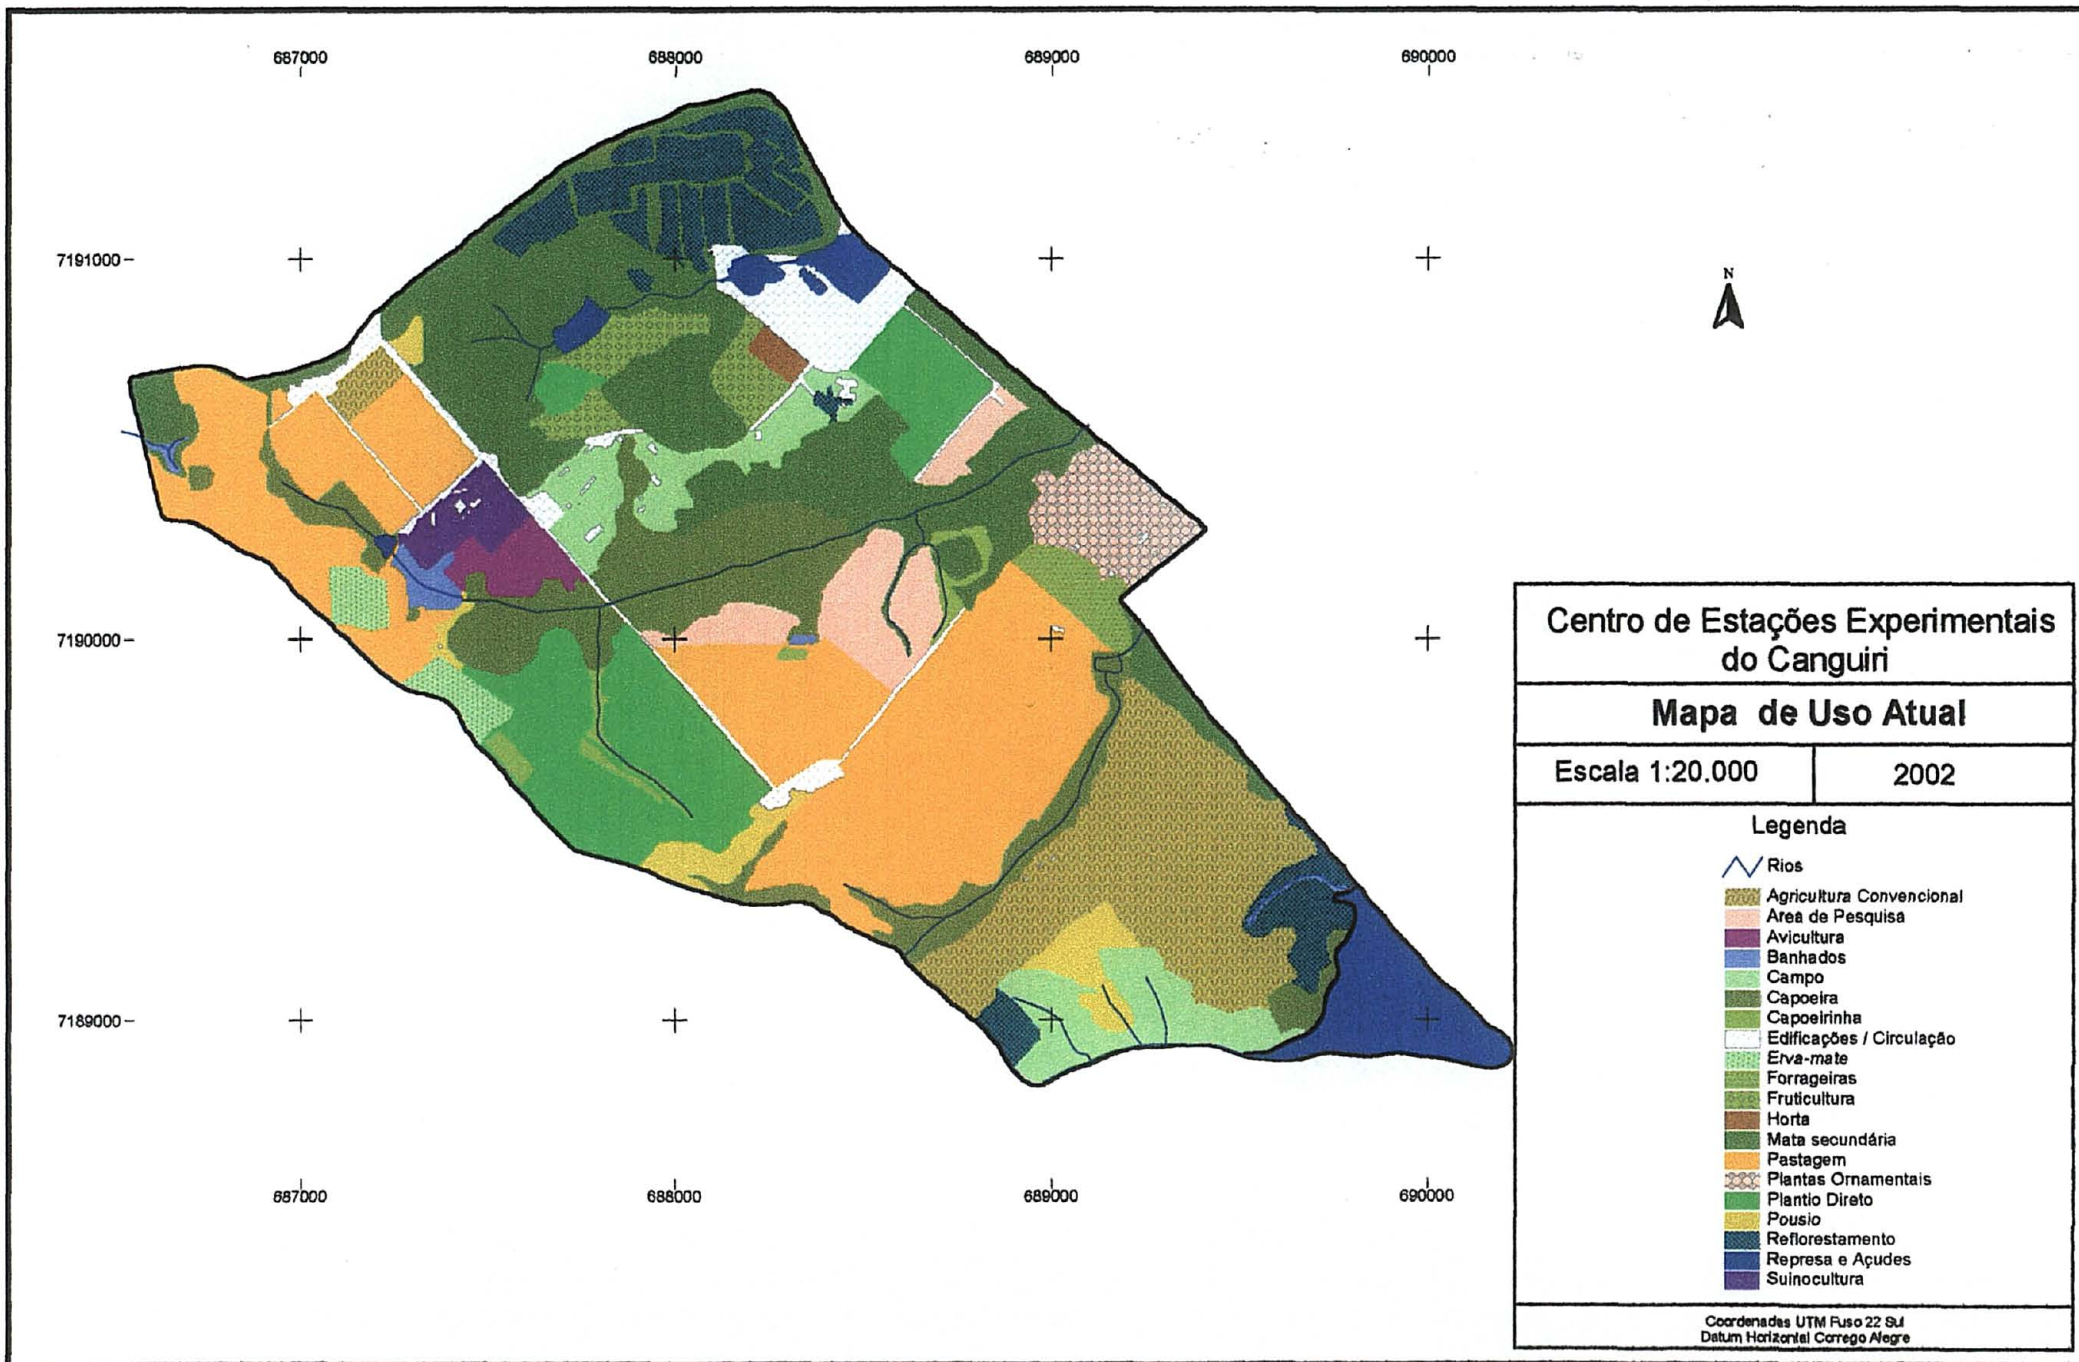 687000 688000 689000 690000
7191000
7190000
7189000
687000 688000 689000 690000
N
Centro de Estações Experimentais
do Canguiri
Mapa de Uso Atual
Escala 1:20.000 2002
Legenda
Rios
Agricultura Convencional
Area de Pesquisa
Avicultura
Banhados
Campo
Capoeira
Capoeirinha
Edificações / Circulação
Erva-mate
Forrageiras
Fruticultura
Horta
Mata secundária
Pastagem
Plantas Ornamentais
Plantio Direto
Pousio
Reflorestamento
Represa e Açudes
Suinocultura
Coordenadas UTM Fuso 22 Sul
Datum Horizontal Corrego Alegre